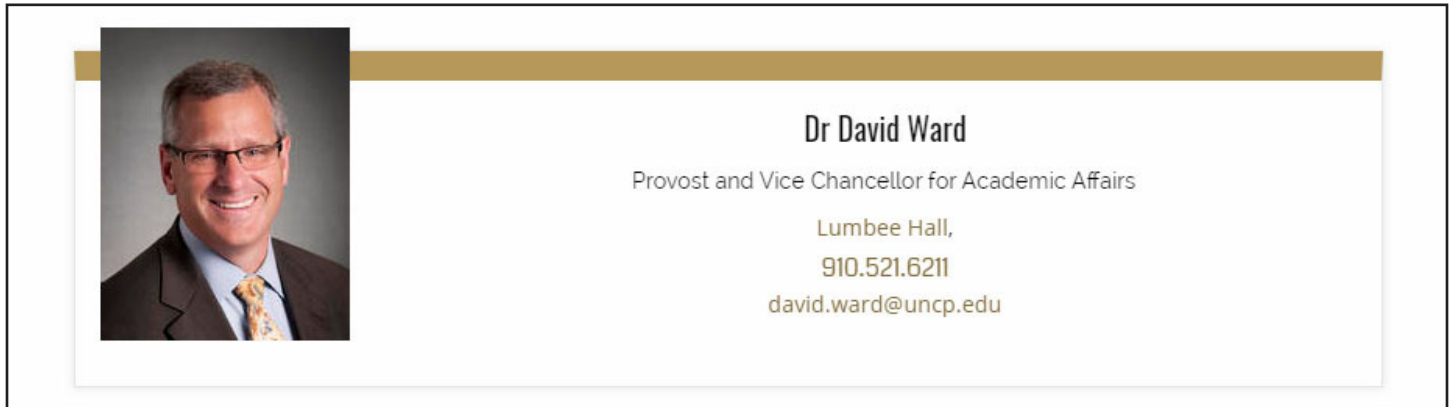 Dr David Ward
Provost and Vice Chancellor for Academic Affairs
Lumbee Hall,
910.521.6211
david.ward@uncp.edu